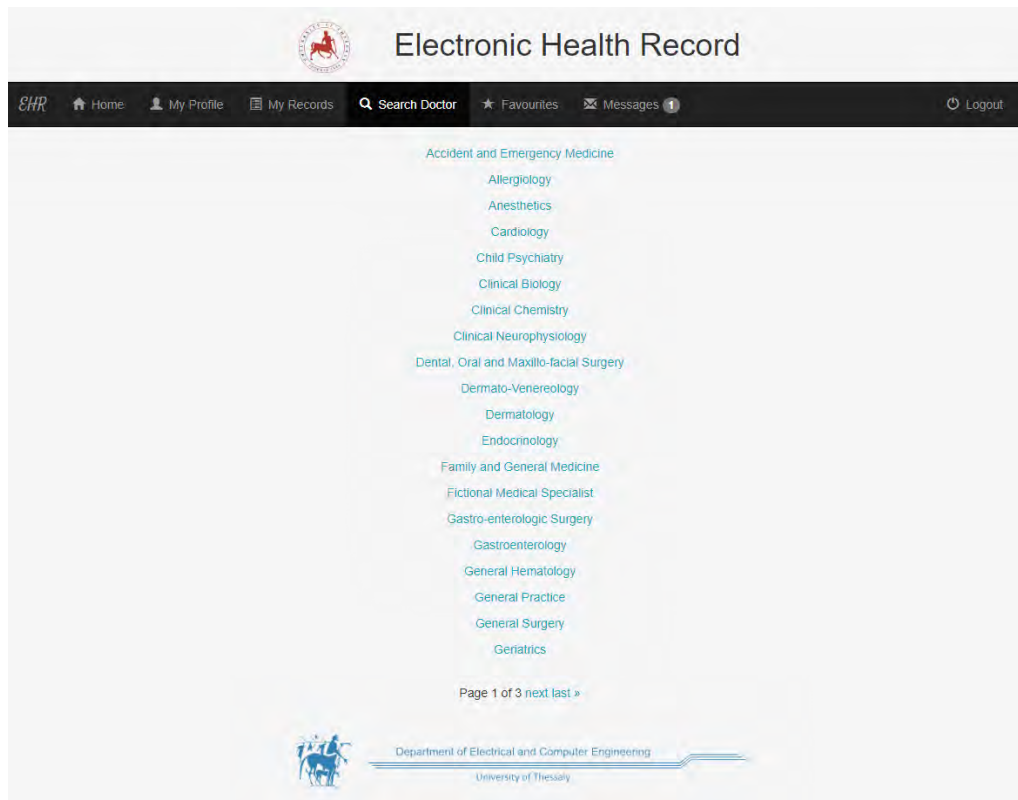 Electronic Health Record
EHR Home My Profile My Records Search Doctor Favourites Messages 1 Logout
Accident and Emergency Medicine
Allergiology
Anesthetics
Cardiology
Child Psychiatry
Clinical Biology
Clinical Chemistry
Clinical Neurophysiology
Dental, Oral and Maxillo-facial Surgery
Dermato-Venereology
Dermatology
Endocrinology
Family and General Medicine
Fictional Medical Specialist
Gastro-enterologic Surgery
Gastroenterology
General Hematology
General Practice
General Surgery
Geriatrics
Page 1 of 3 next last »
Department of Electrical and Computer Engineering
University of Thessaly